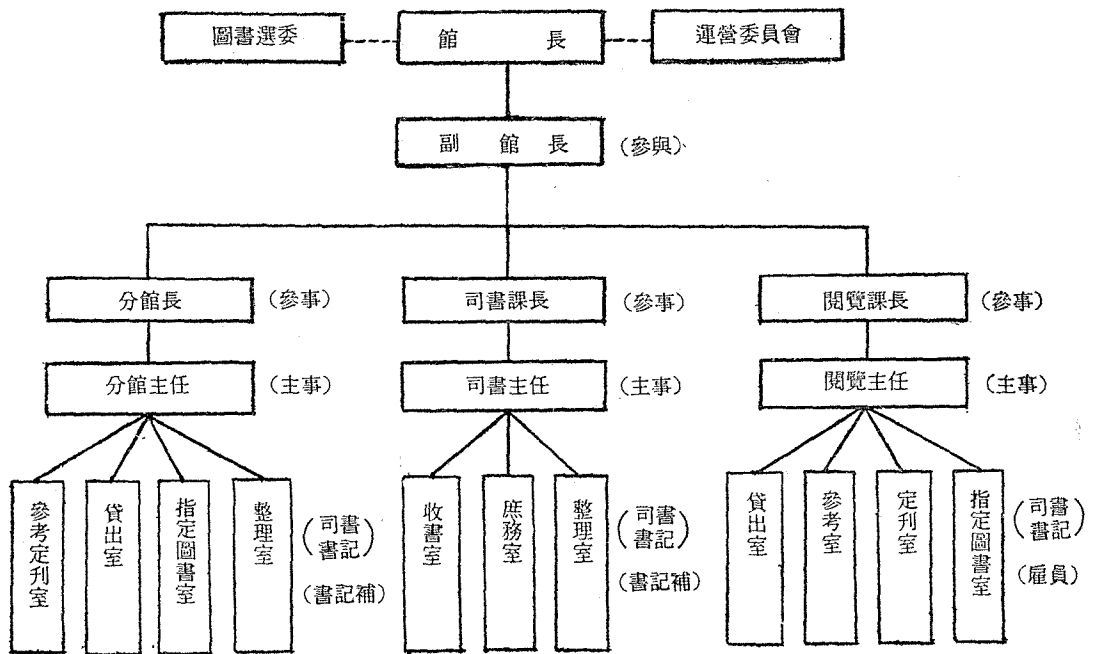 圖書選委
館 長
運營委員會
副 館 長 (參與)
分館長 (參事)
司書課長 (參事)
閱覽課長 (參事)
分館主任 (主事)
司書主任 (主事)
閱覽主任 (主事)
參考定刋室
貸出室
指定圖書室
整理室
(司書
書記)
(書記補)
收書室
庶務室
整理室
(司書
書記)
(書記補)
貸出室
參考室
定刋室
指定圖書室
(司書
書記)
(雇員)